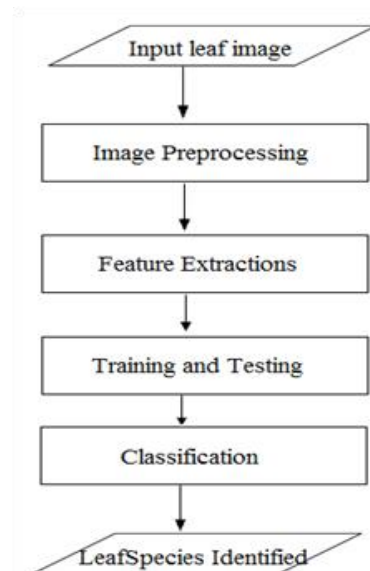 Input leaf image
Image Preprocessing
Feature Extractions
Training and Testing
Classification
LeafSpecies Identified